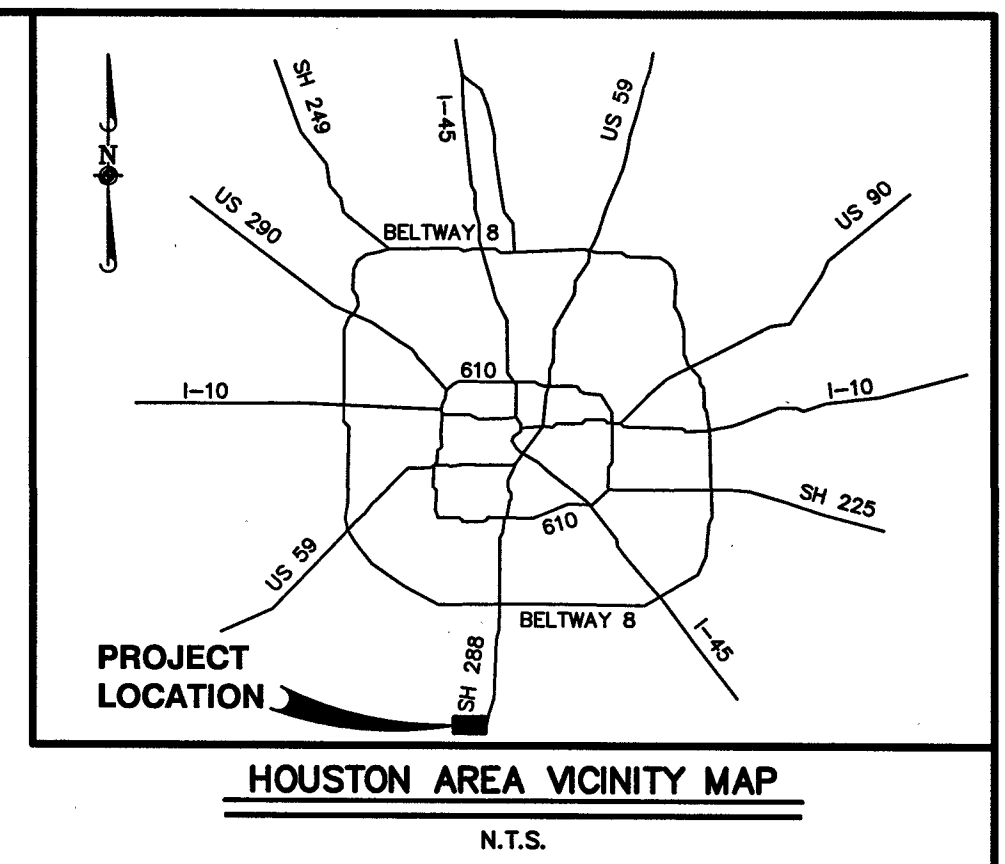 SH 249
I-45
US 59
N
US 290
US 90
BELTWAY 8
610
I-10
I-10
SH 225
610
US 59
BELTWAY 8
I-45
SH 288
PROJECT
LOCATION
HOUSTON AREA VICINITY MAP
N.T.S.